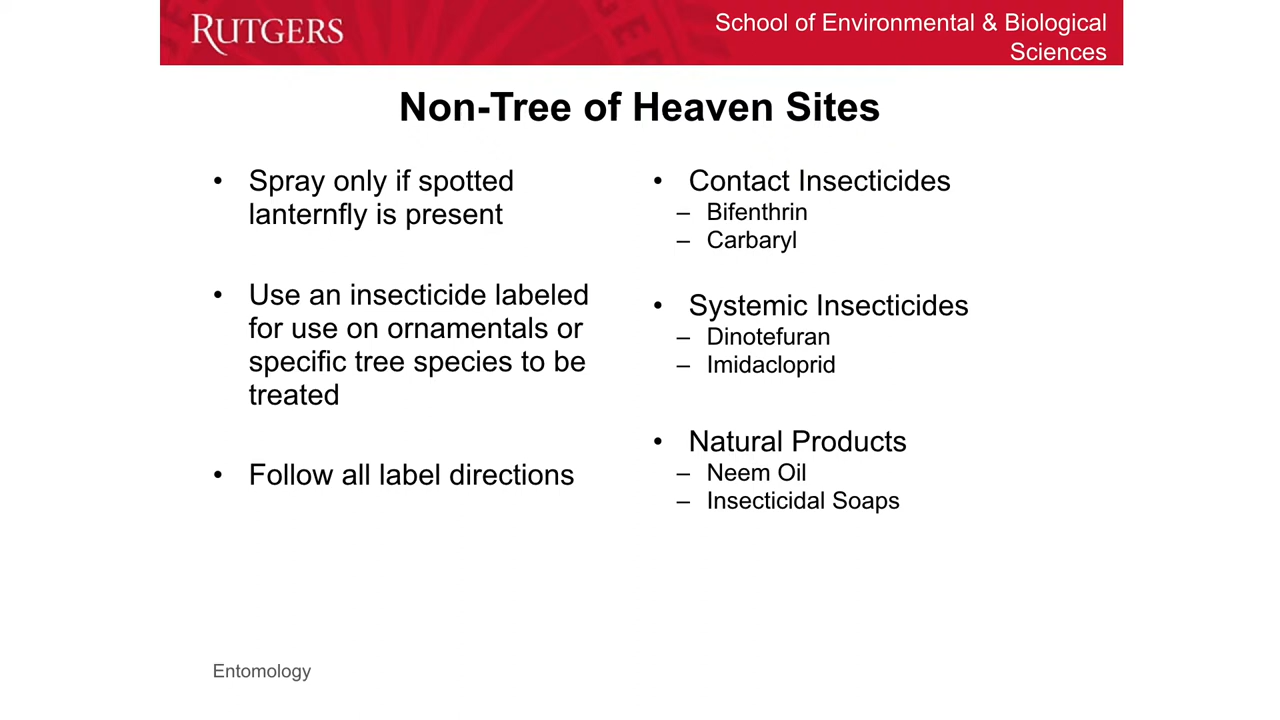 RUTGERS
School of Environmental & Biological
Sciences
Non-Tree of Heaven Sites
• Spray only if spotted
lanternfly is present
• Use an insecticide labeled
for use on ornamentals or
specific tree species to be
treated
• Follow all label directions
• Contact Insecticides
– Bifenthrin
– Carbaryl
• Systemic Insecticides
– Dinotefuran
– Imidacloprid
• Natural Products
– Neem Oil
– Insecticidal Soaps
Entomology